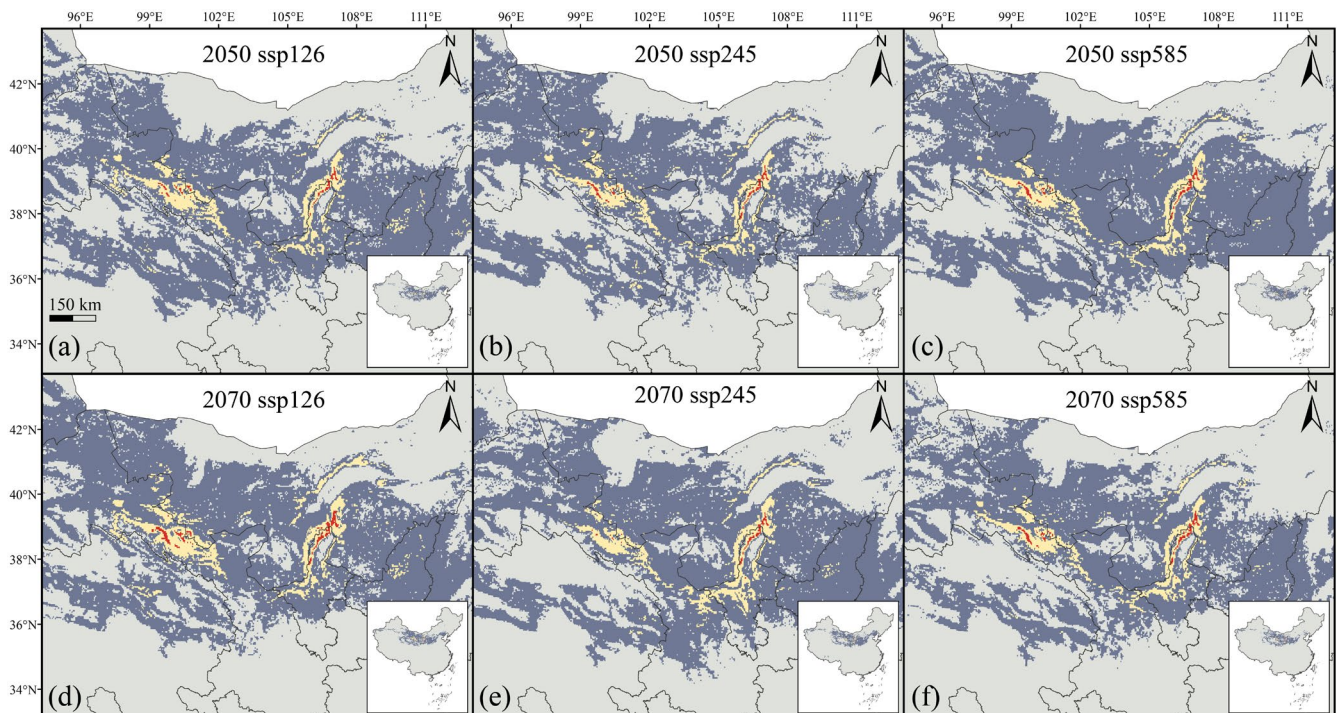 96°E 99°E 102°E 105°E 108°E 111°E 96°E 99°E 102°E 105°E 108°E 111°E 96°E 99°E 102°E 105°E 108°E 111°E
2050 ssp126 N 2050 ssp245 N 2050 ssp585 N
42°N
40°N
38°N
36°N
150 km
34°N
(a) (b) (c)
2070 ssp126 N 2070 ssp245 N 2070 ssp585 N
42°N
40°N
38°N
36°N
34°N
(d) (e) (f)